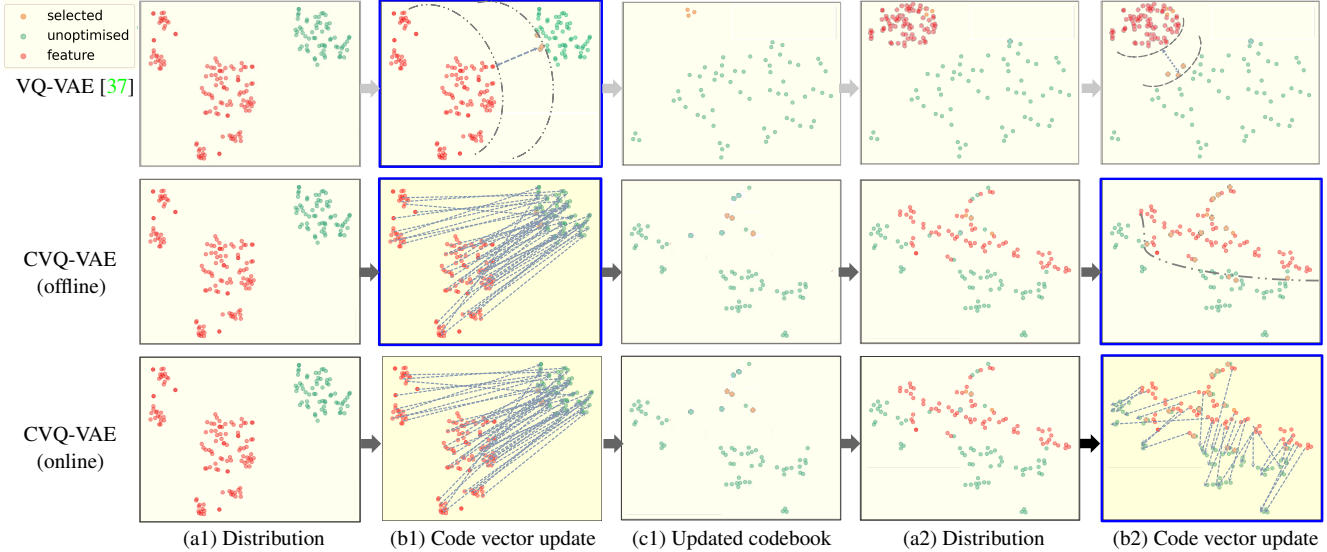 selected
unoptimised
feature
VQ-VAE [37]
CVQ-VAE
(offline)
CVQ-VAE
(online)
(a1) Distribution
(b1) Code vector update
(c1) Updated codebook
(a2) Distribution
(b2) Code vector update